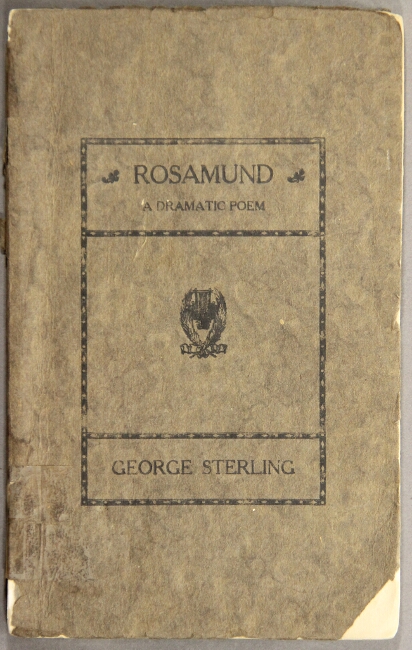 ROSAMUND
A DRAMATIC POEM
GEORGE STERLING